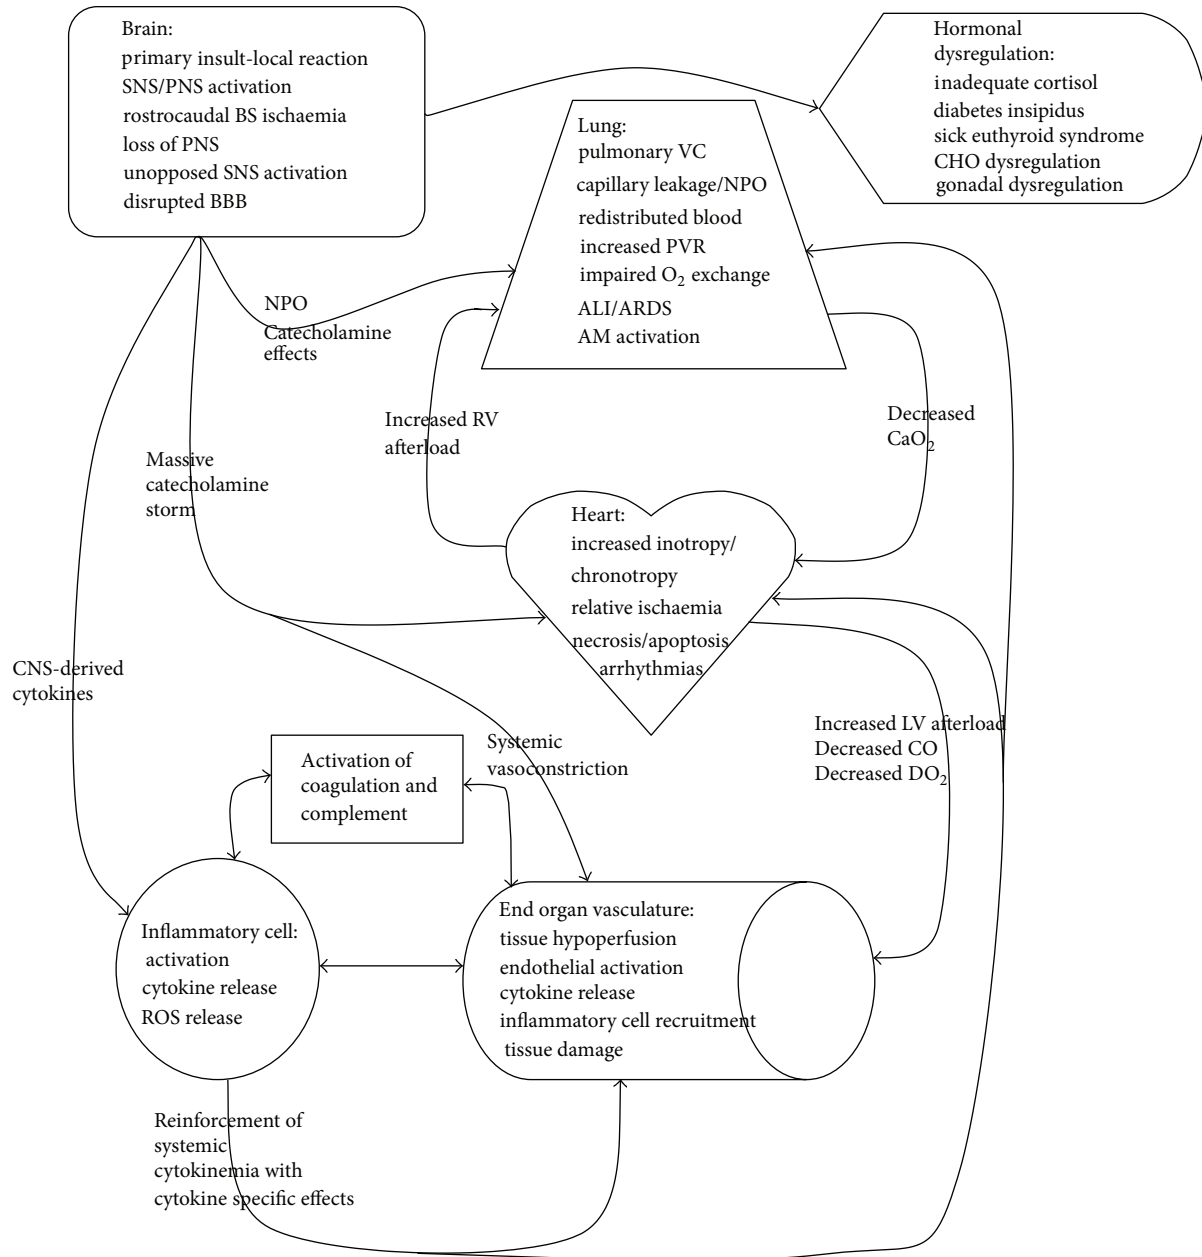 Brain:
primary insult-local reaction
SNS/PNS activation
rostrocaudal BS ischaemia
loss of PNS
unopposed SNS activation
disrupted BBB
Hormonal
dysregulation:
inadequate cortisol
diabetes insipidus
sick euthyroid syndrome
CHO dysregulation
gonadal dysregulation
Lung:
pulmonary VC
capillary leakage/NPO
redistributed blood
increased PVR
impaired O₂ exchange
ALI/ARDS
AM activation
NPO
Catecholamine
effects
Increased RV
afterload
Decreased
CaO₂
Massive
catecholamine
storm
Heart:
increased inotropy/
chronotropy
relative ischaemia
necrosis/apoptosis
arrhythmias
CNS-derived
cytokines
Increased LV afterload
Decreased CO
Decreased DO₂
Systemic
vasoconstriction
Activation of
coagulation and
complement
Inflammatory cell:
activation
cytokine release
ROS release
End organ vasculature:
tissue hypoperfusion
endothelial activation
cytokine release
inflammatory cell recruitment
tissue damage
Reinforcement of
systemic
cytokinemia with
cytokine specific effects